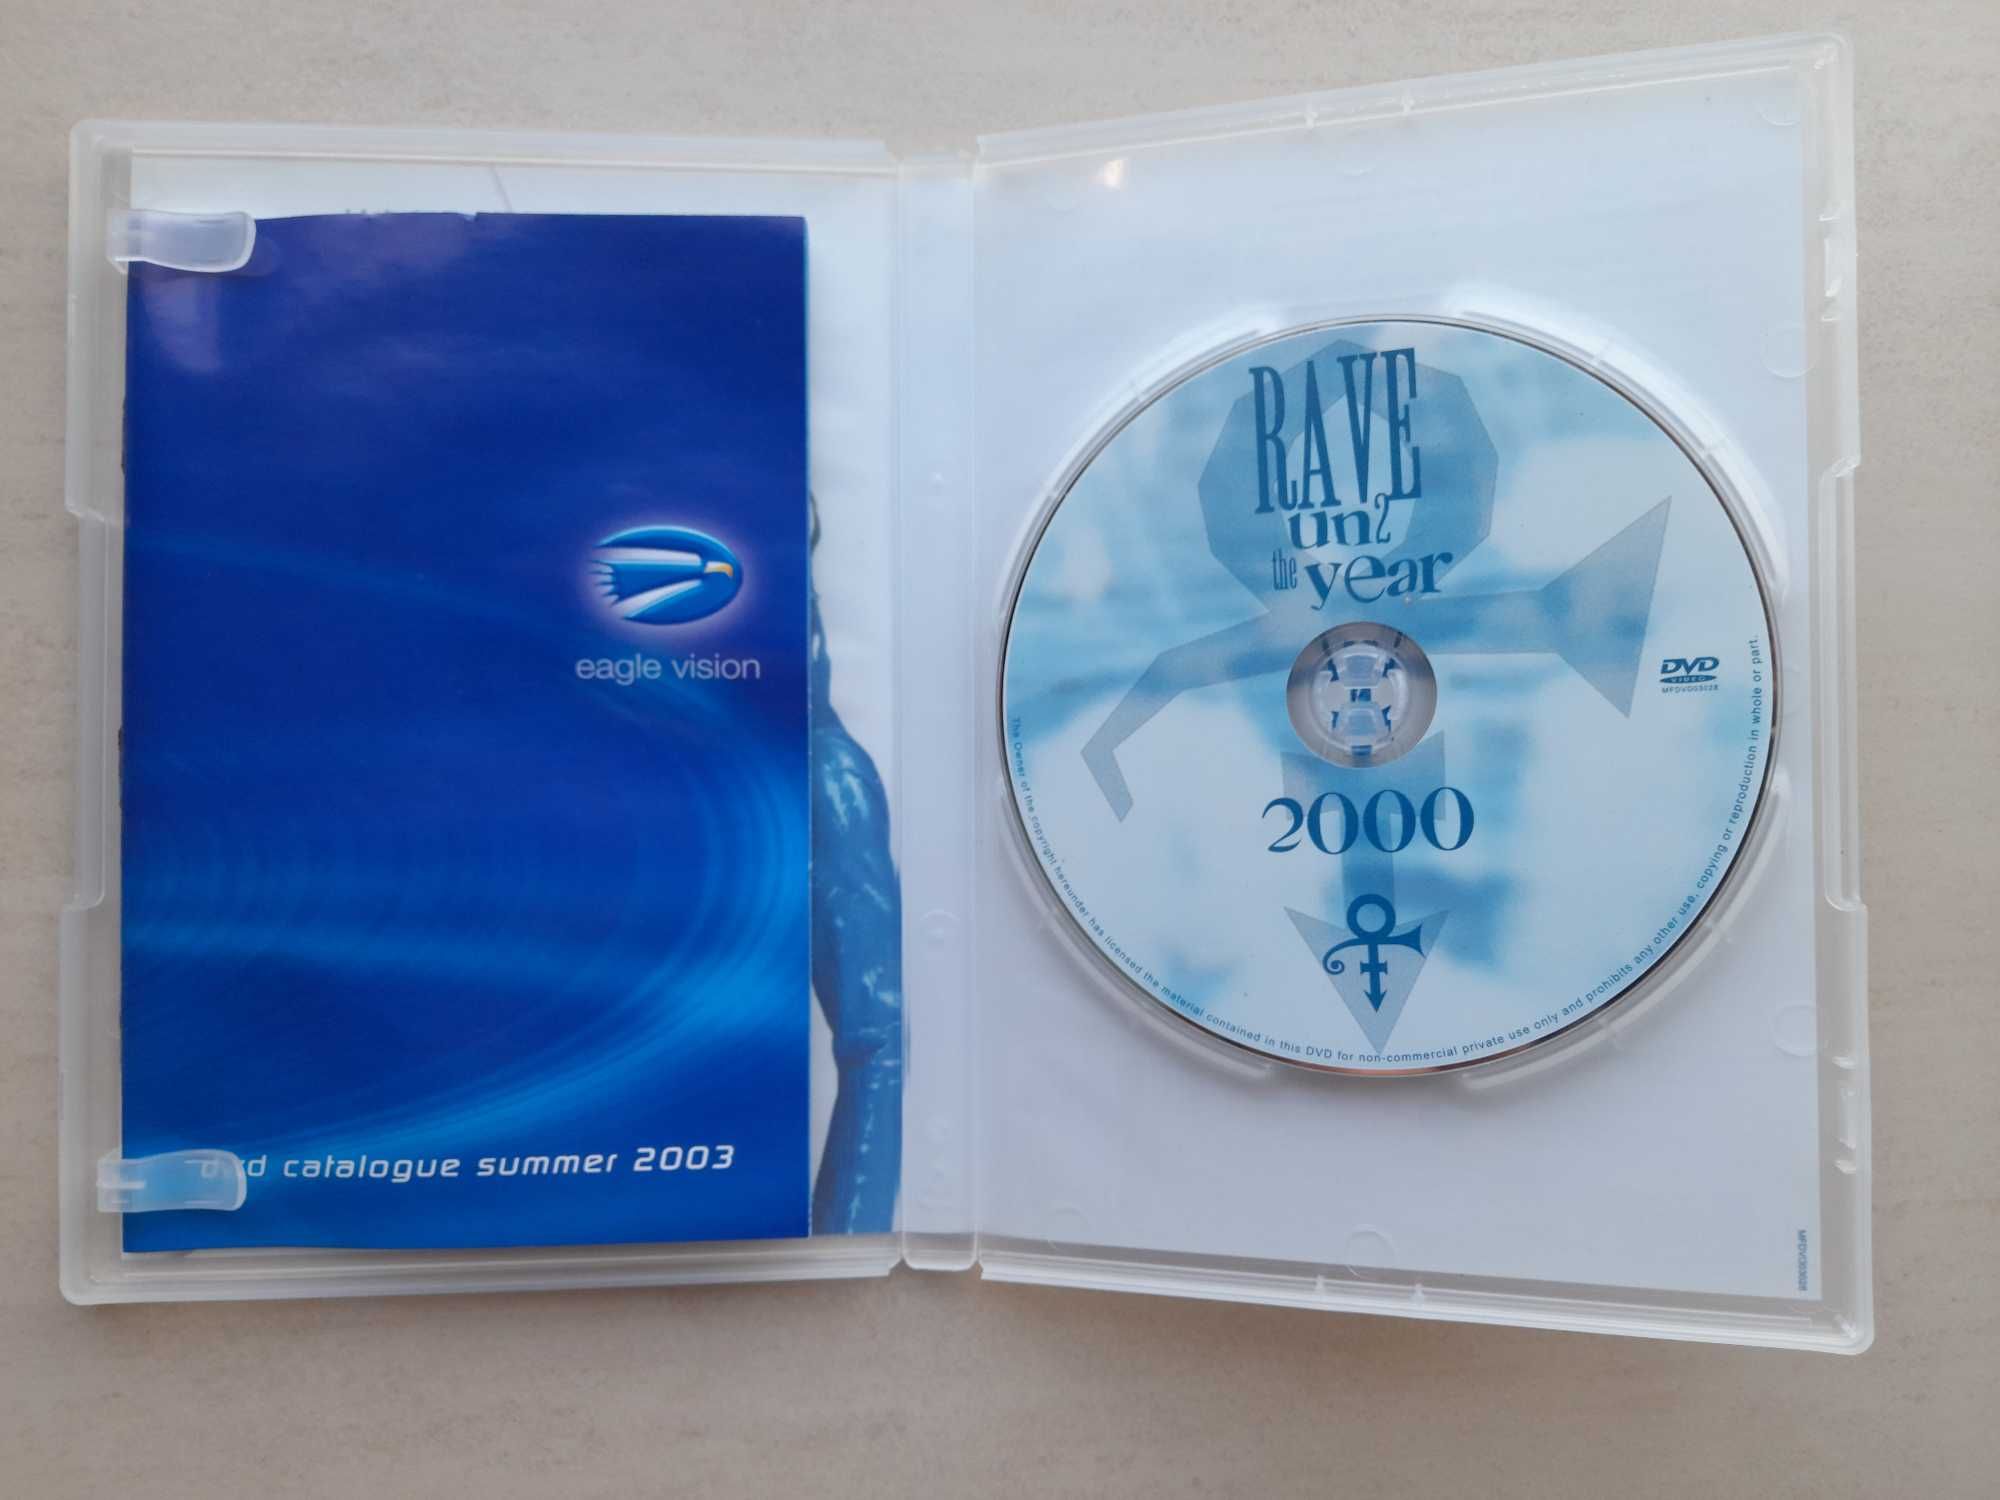 eagle vision
dvd catalogue summer 2003
RAVE
un2
the year
2000
DVD
VIDEO
MFDVD03028
The Owner of the copyright hereunder has licensed the material contained in this DVD for non-commercial private use only and prohibits any other use, copying or reproduction in whole or part.
MFDVD03028